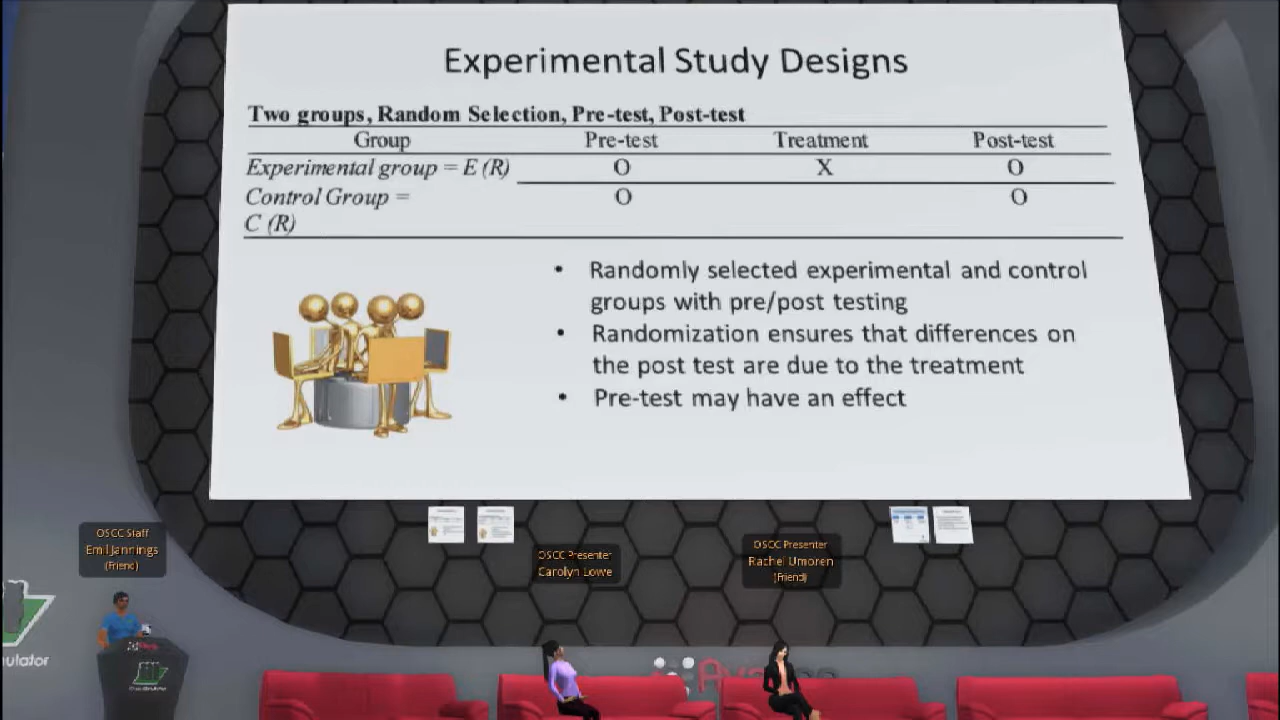 Experimental Study Designs
Two groups, Random Selection, Pre-test, Post-test
Group Pre-test Treatment Post-test
Experimental group = E (R) O X O
Control Group = O O
C (R)
• Randomly selected experimental and control
groups with pre/post testing
• Randomization ensures that differences on
the post test are due to the treatment
• Pre-test may have an effect
OSCC Staff
Emil Jannings
(Friend)
OSCC Presenter
Carolyn Lowe
OSCC Presenter
Rachel Umoren
(Friend)